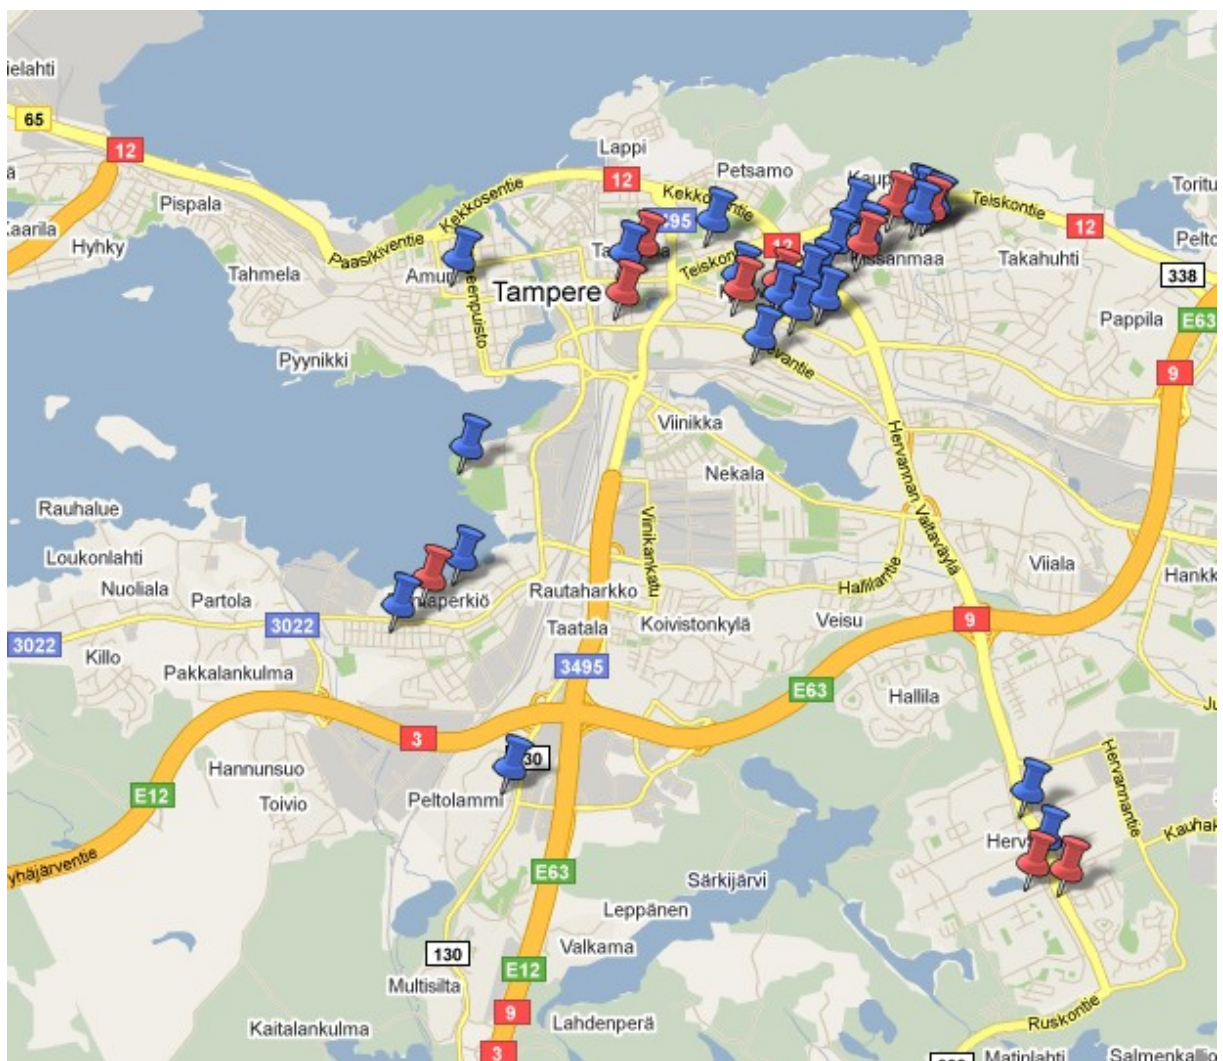 ielahti
65
12
Lappi
Petsamo
12
Kekkosentie
Pispala
Kaarila
Hyhky
Paasikiventie
Kekkosentie
Teiskontie
12
Tahmela
Teiskontie
12
Takahuhti
338
Tampere
Pappila
E63
9
Pyynikki
Viinikka
Nekala
Hervannan Valtaväylä
Rauhalue
Loukonlahti
Nuoliala
Partola
Viinikankatu
Hallilantie
Viiala
Rautaharkko
3022
3022
Taatala
Koivistonkylä
Veisu
9
Killo
Pakkalankulma
3495
E63
Hallila
3
Hannunsuo
E12
Toivio
Peltolammi
Hervannantie
yhäjärventie
E63
Särkijärvi
Leppänen
130
Valkama
E12
Multisilta
9
Kaitalankulma
Lahdenperä
Ruskontie
3
Matinlahti